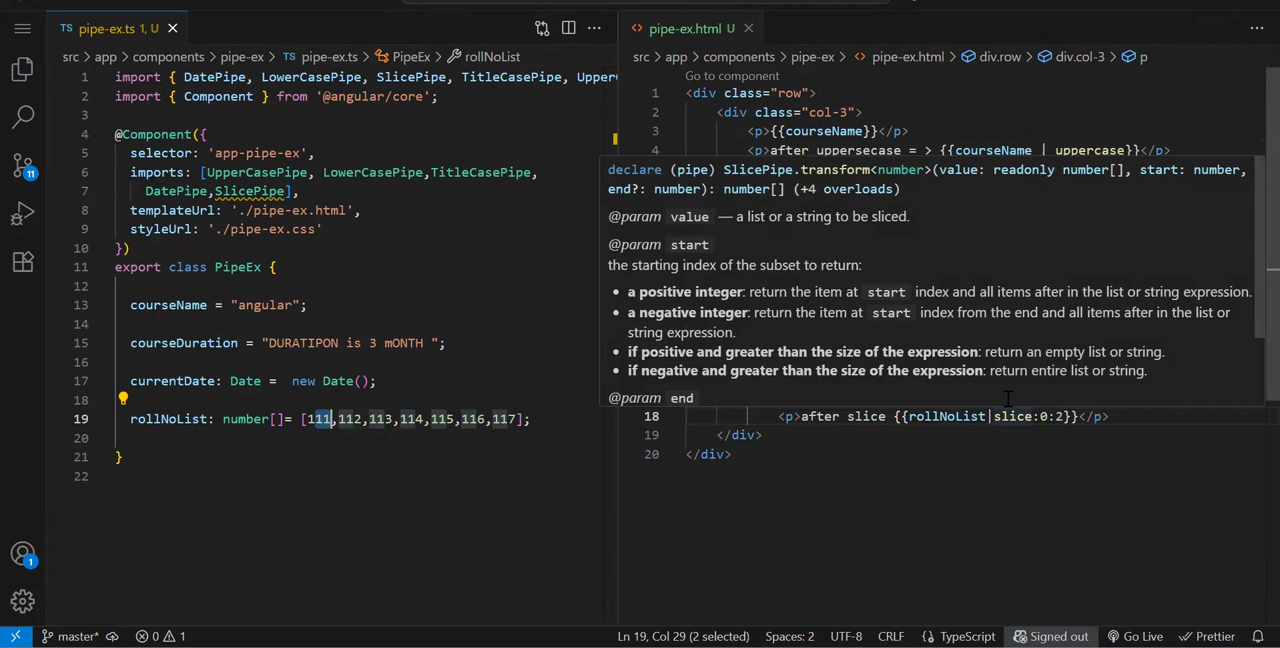 pipe-ex.ts 1, U
src > app > components > pipe-ex > TS pipe-ex.ts > PipeEx > rollNoList
1 import { DatePipe, LowerCasePipe, SlicePipe, TitleCasePipe, Upper
2 import { Component } from '@angular/core';
3
4 @Component({
5 selector: 'app-pipe-ex',
6 imports: [UpperCasePipe, LowerCasePipe,TitleCasePipe,
7 DatePipe,SlicePipe],
8 templateUrl: './pipe-ex.html',
9 styleUrl: './pipe-ex.css'
10 })
11 export class PipeEx {
12
13 courseName = "angular";
14
15 courseDuration = "DURATIPON is 3 mONTH ";
16
17 currentDate: Date = new Date();
18
19 rollNoList: number[]= [111,112,113,114,115,116,117];
20
21 }
22
pipe-ex.html U
src > app > components > pipe-ex > pipe-ex.html > div.row > div.col-3 > p
Go to component
1 <div class="row">
2 <div class="col-3">
3 <p>{{courseName}}</p>
4 <p>after uppersecase = > {{courseName | uppercase}}</p>
declare (pipe) SlicePipe.transform<number>(value: readonly number[], start: number,
end?: number): number[] (+4 overloads)
@param value — a list or a string to be sliced.
@param start
the starting index of the subset to return:
• a positive integer: return the item at start index and all items after in the list or string expression.
• a negative integer: return the item at start index from the end and all items after in the list or
string expression.
• if positive and greater than the size of the expression: return an empty list or string.
• if negative and greater than the size of the expression: return entire list or string.
@param end
18 <p>after slice {{rollNoList|slice:0:2}}</p>
19 </div>
20 </div>
11
1
master* 0 1 Ln 19, Col 29 (2 selected) Spaces: 2 UTF-8 CRLF {} TypeScript Signed out Go Live Prettier